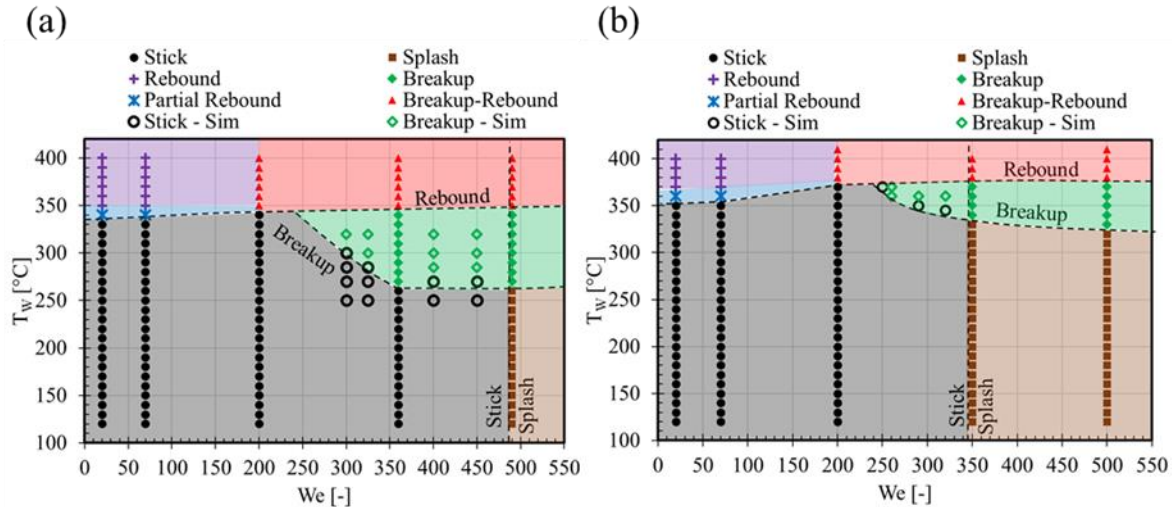 (a)
Stick
Splash
Rebound
Breakup
Partial Rebound
Breakup-Rebound
Stick - Sim
Breakup - Sim
T_W [°C]
400
350
300
250
200
150
100
Rebound
Breakup
Stick
Splash
0 50 100 150 200 250 300 350 400 450 500 550
We [-]
(b)
Stick
Splash
Rebound
Breakup
Partial Rebound
Breakup-Rebound
Stick - Sim
Breakup - Sim
T_W [°C]
400
350
300
250
200
150
100
Rebound
Breakup
Stick
Splash
0 50 100 150 200 250 300 350 400 450 500 550
We [-]